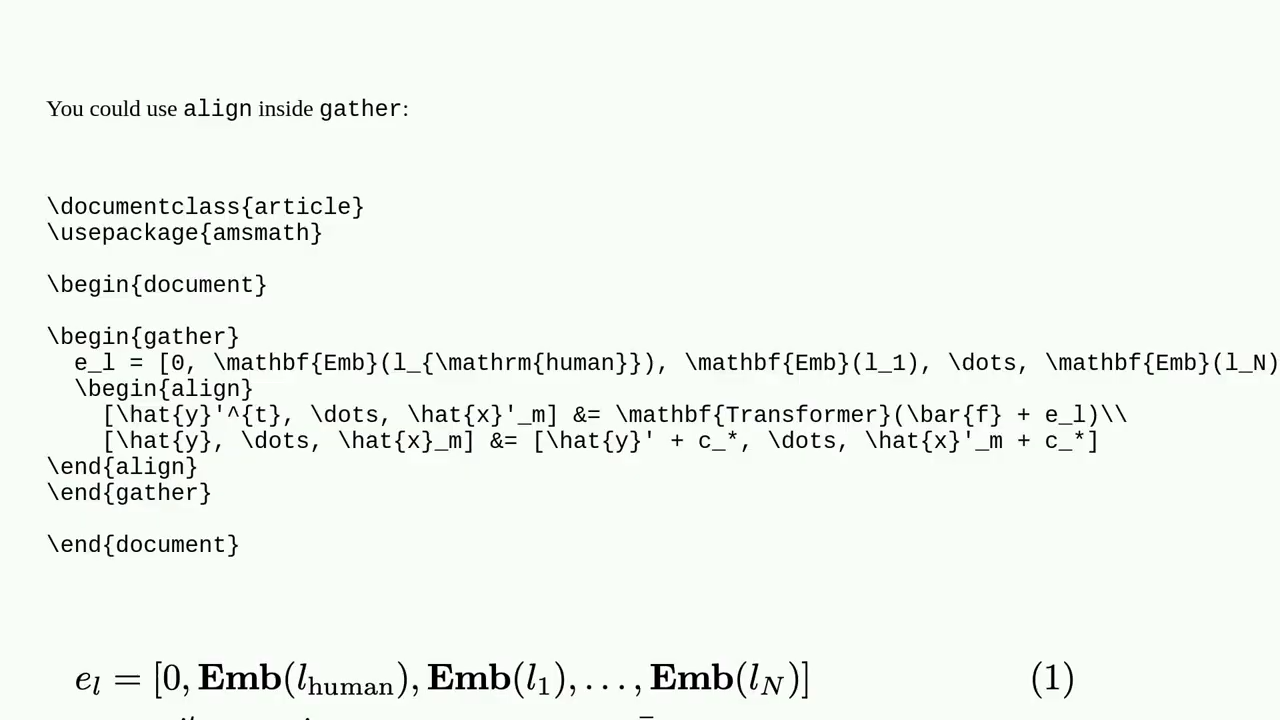 You could use align inside gather:
\documentclass{article}
\usepackage{amsmath}
\begin{document}
\begin{gather}
  e_l = [0, \mathbf{Emb}(l_{\mathrm{human}}), \mathbf{Emb}(l_1), \dots, \mathbf{Emb}(l_N)
  \begin{align}
    [\hat{y}'^{t}, \dots, \hat{x}'_m] &= \mathbf{Transformer}(\bar{f} + e_l)\\
    [\hat{y}, \dots, \hat{x}_m] &= [\hat{y}' + c_*, \dots, \hat{x}'_m + c_*]
\end{align}
\end{gather}
\end{document}
e_l = [0, Emb(l_human), Emb(l_1), . . . , Emb(l_N)] (1)